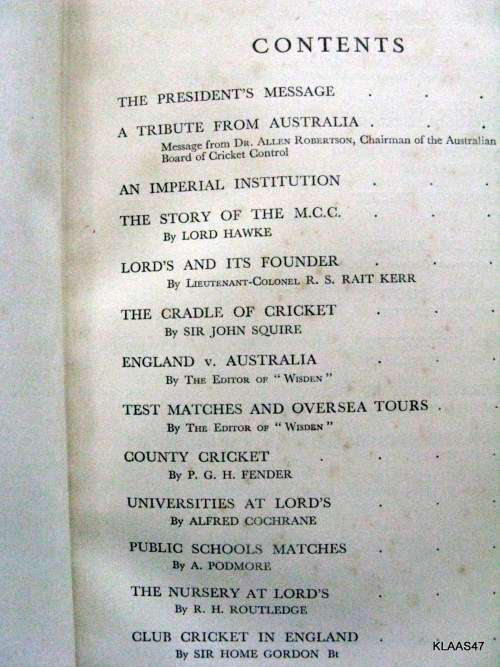 CONTENTS
THE PRESIDENT'S MESSAGE . . .
A TRIBUTE FROM AUSTRALIA . . . .
Message from DR. ALLEN ROBERTSON, Chairman of the Australian
Board of Cricket Control
AN IMPERIAL INSTITUTION . . .
THE STORY OF THE M.C.C. . . .
By LORD HAWKE
LORD'S AND ITS FOUNDER . . .
By LIEUTENANT-COLONEL R. S. RAIT KERR
THE CRADLE OF CRICKET . . .
By SIR JOHN SQUIRE
ENGLAND v. AUSTRALIA . . .
By THE EDITOR OF "WISDEN"
TEST MATCHES AND OVERSEA TOURS . .
By THE EDITOR OF "WISDEN"
COUNTY CRICKET . . . .
By P. G. H. FENDER
UNIVERSITIES AT LORD'S . . .
By ALFRED COCHRANE
PUBLIC SCHOOLS MATCHES . . .
By A. PODMORE
THE NURSERY AT LORD'S . . .
By R. H. ROUTLEDGE
CLUB CRICKET IN ENGLAND . . .
By SIR HOME GORDON Bt
KLAAS47